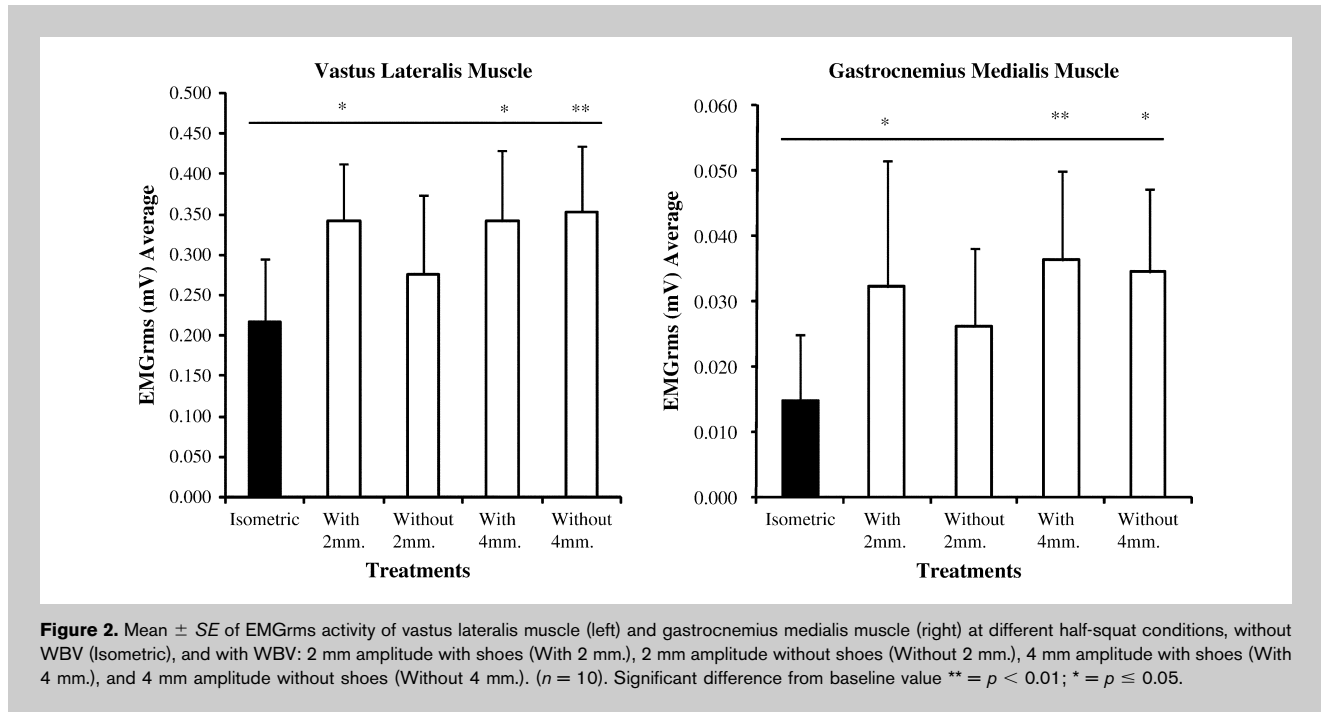 Vastus Lateralis Muscle
* * **
0.500
0.450
0.400
0.350
0.300
0.250
0.200
0.150
0.100
0.050
0.000
EMGrms (mV) Average
Isometric With Without With Without
2mm. 2mm. 4mm. 4mm.
Treatments
Gastrocnemius Medialis Muscle
* ** *
0.060
0.050
0.040
0.030
0.020
0.010
0.000
EMGrms (mV) Average
Isometric With Without With Without
2mm. 2mm. 4mm. 4mm.
Treatments
Figure 2. Mean ± SE of EMGrms activity of vastus lateralis muscle (left) and gastrocnemius medialis muscle (right) at different half-squat conditions, without
WBV (Isometric), and with WBV: 2 mm amplitude with shoes (With 2 mm.), 2 mm amplitude without shoes (Without 2 mm.), 4 mm amplitude with shoes (With
4 mm.), and 4 mm amplitude without shoes (Without 4 mm.). (n = 10). Significant difference from baseline value ** = p < 0.01; * = p ≤ 0.05.